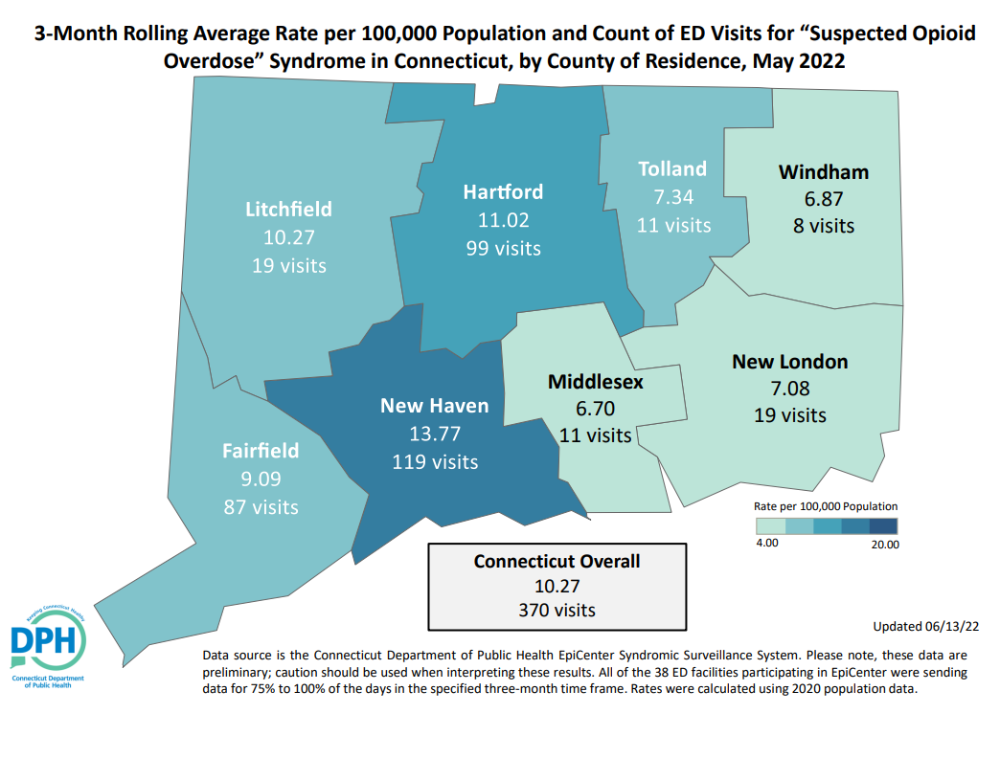 3-Month Rolling Average Rate per 100,000 Population and Count of ED Visits for “Suspected Opioid
Overdose” Syndrome in Connecticut, by County of Residence, May 2022
Litchfield
10.27
19 visits
Hartford
11.02
99 visits
Tolland
7.34
11 visits
Windham
6.87
8 visits
Fairfield
9.09
87 visits
New Haven
13.77
119 visits
Middlesex
6.70
11 visits
New London
7.08
19 visits
Rate per 100,000 Population
4.00
20.00
Connecticut Overall
10.27
370 visits
Updated 06/13/22
Keeping Connecticut Healthy
DPH
Connecticut Department
of Public Health
Data source is the Connecticut Department of Public Health EpiCenter Syndromic Surveillance System. Please note, these data are
preliminary; caution should be used when interpreting these results. All of the 38 ED facilities participating in EpiCenter were sending
data for 75% to 100% of the days in the specified three-month time frame. Rates were calculated using 2020 population data.